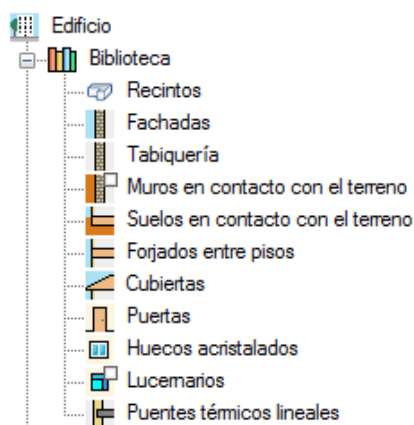 Edificio
Biblioteca
Recintos
Fachadas
Tabiquería
Muros en contacto con el terreno
Suelos en contacto con el terreno
Forjados entre pisos
Cubiertas
Puertas
Huecos acristalados
Lucernarios
Puentes térmicos lineales